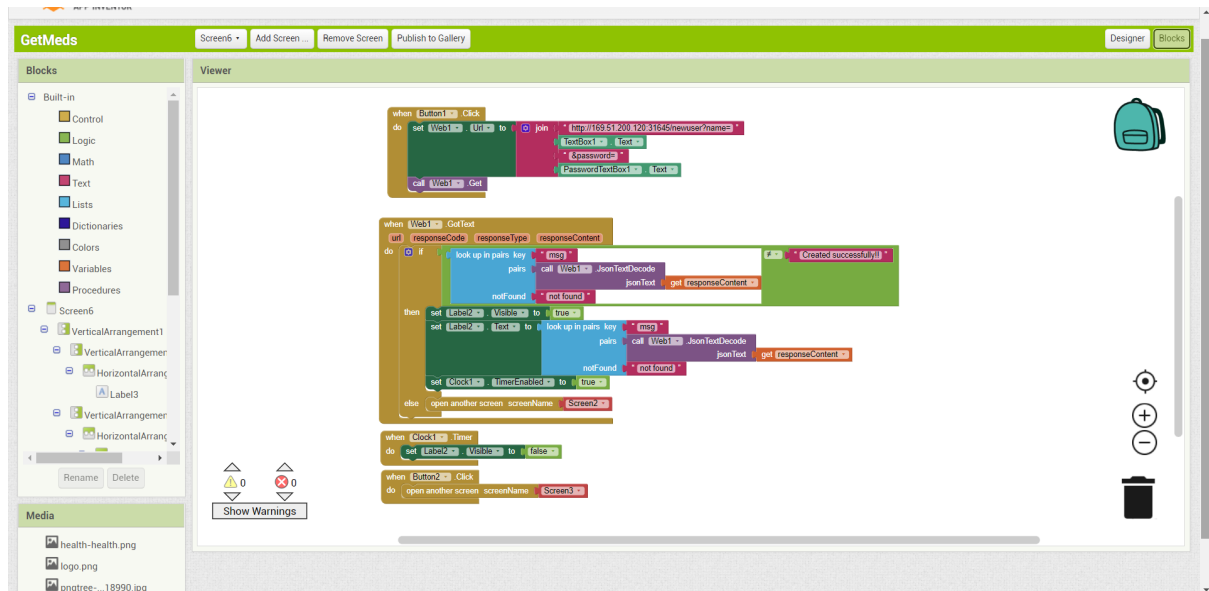 APP INVENTOR
GetMeds
Screen6
Add Screen ...
Remove Screen
Publish to Gallery
Designer
Blocks
Blocks
Viewer
Built-in
Control
Logic
Math
Text
Lists
Dictionaries
Colors
Variables
Procedures
Screen6
VerticalArrangement1
VerticalArrangemer
HorizontalArrang
Label3
VerticalArrangemer
HorizontalArrang
Rename
Delete
Media
health-health.png
logo.png
pngtree-...18990.jpg
when Button1 .Click
do set Web1 . Url to join " http://169.51.200.120:31645/newuser?name= "
TextBox1 . Text
" &password= "
PasswordTextBox1 . Text
call Web1 .Get
when Web1 .GotText
url responseCode responseType responseContent
do if look up in pairs key " msg " ≠ " Created successfully!! "
pairs call Web1 .JsonTextDecode
jsonText get responseContent
notFound " not found "
then set Label2 . Visible to true
set Label2 . Text to look up in pairs key " msg "
pairs call Web1 .JsonTextDecode
jsonText get responseContent
notFound " not found "
set Clock1 . TimerEnabled to true
else open another screen screenName Screen2
when Clock1 .Timer
do set Label2 . Visible to false
when Button2 .Click
do open another screen screenName Screen3
0 0
Show Warnings